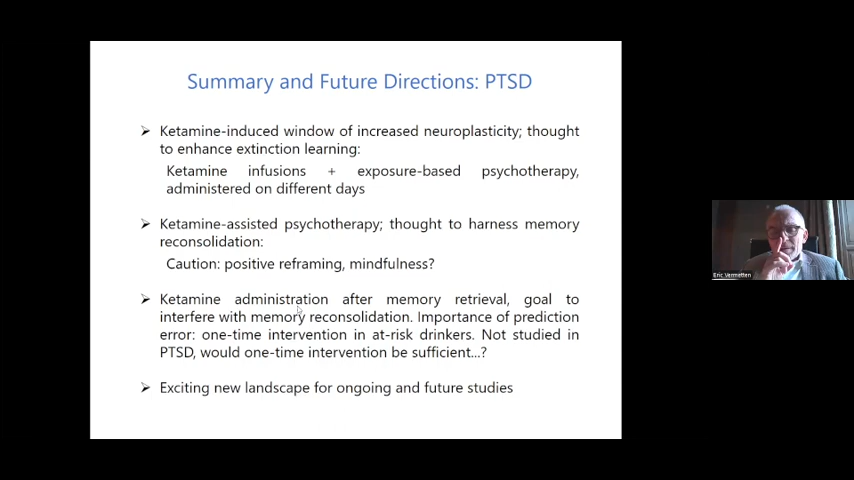 Summary and Future Directions: PTSD
➢ Ketamine-induced window of increased neuroplasticity; thought
to enhance extinction learning:
Ketamine infusions + exposure-based psychotherapy,
administered on different days
➢ Ketamine-assisted psychotherapy; thought to harness memory
reconsolidation:
Caution: positive reframing, mindfulness?
➢ Ketamine administration after memory retrieval, goal to
interfere with memory reconsolidation. Importance of prediction
error: one-time intervention in at-risk drinkers. Not studied in
PTSD, would one-time intervention be sufficient...?
➢ Exciting new landscape for ongoing and future studies
Eric Vermetten